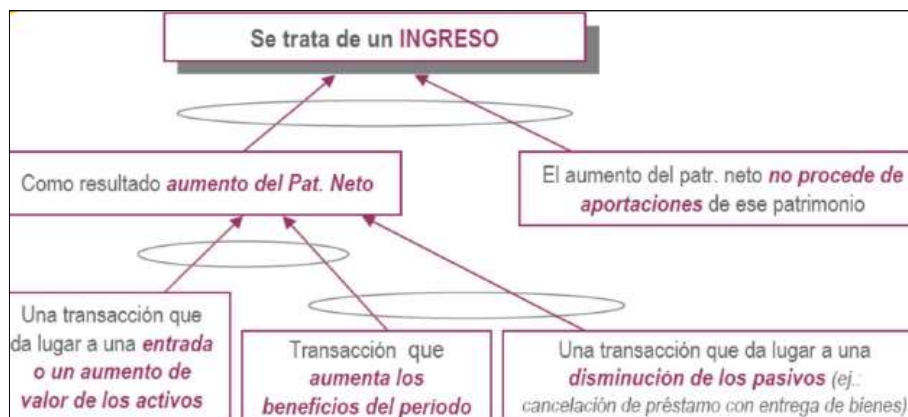 Se trata de un INGRESO
Como resultado aumento del Pat. Neto
El aumento del patr. neto no procede de
aportaciones de ese patrimonio
Una transacción que
da lugar a una entrada
o un aumento de
valor de los activos
Transacción que
aumenta los
beneficios del período
Una transacción que da lugar a una
disminución de los pasivos (ej.:
cancelación de préstamo con entrega de bienes)